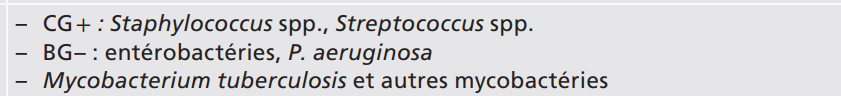 – CG+ : Staphylococcus spp., Streptococcus spp.
– BG– : entérobactéries, P. aeruginosa
– Mycobacterium tuberculosis et autres mycobactéries